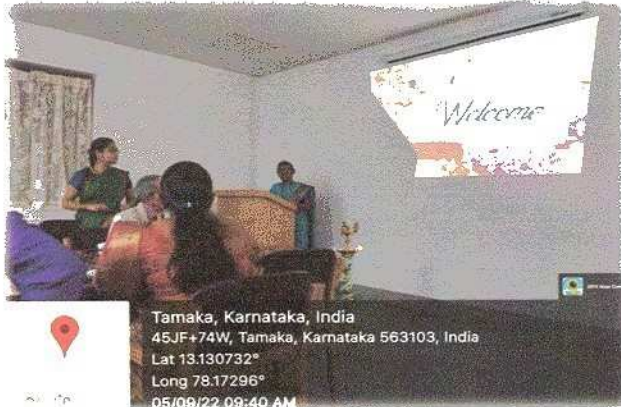 Welcome
Tamaka, Karnataka, India
45JF+74W, Tamaka, Karnataka 563103, India
Lat 13.130732°
Long 78.17296°
05/09/22 09:40 AM